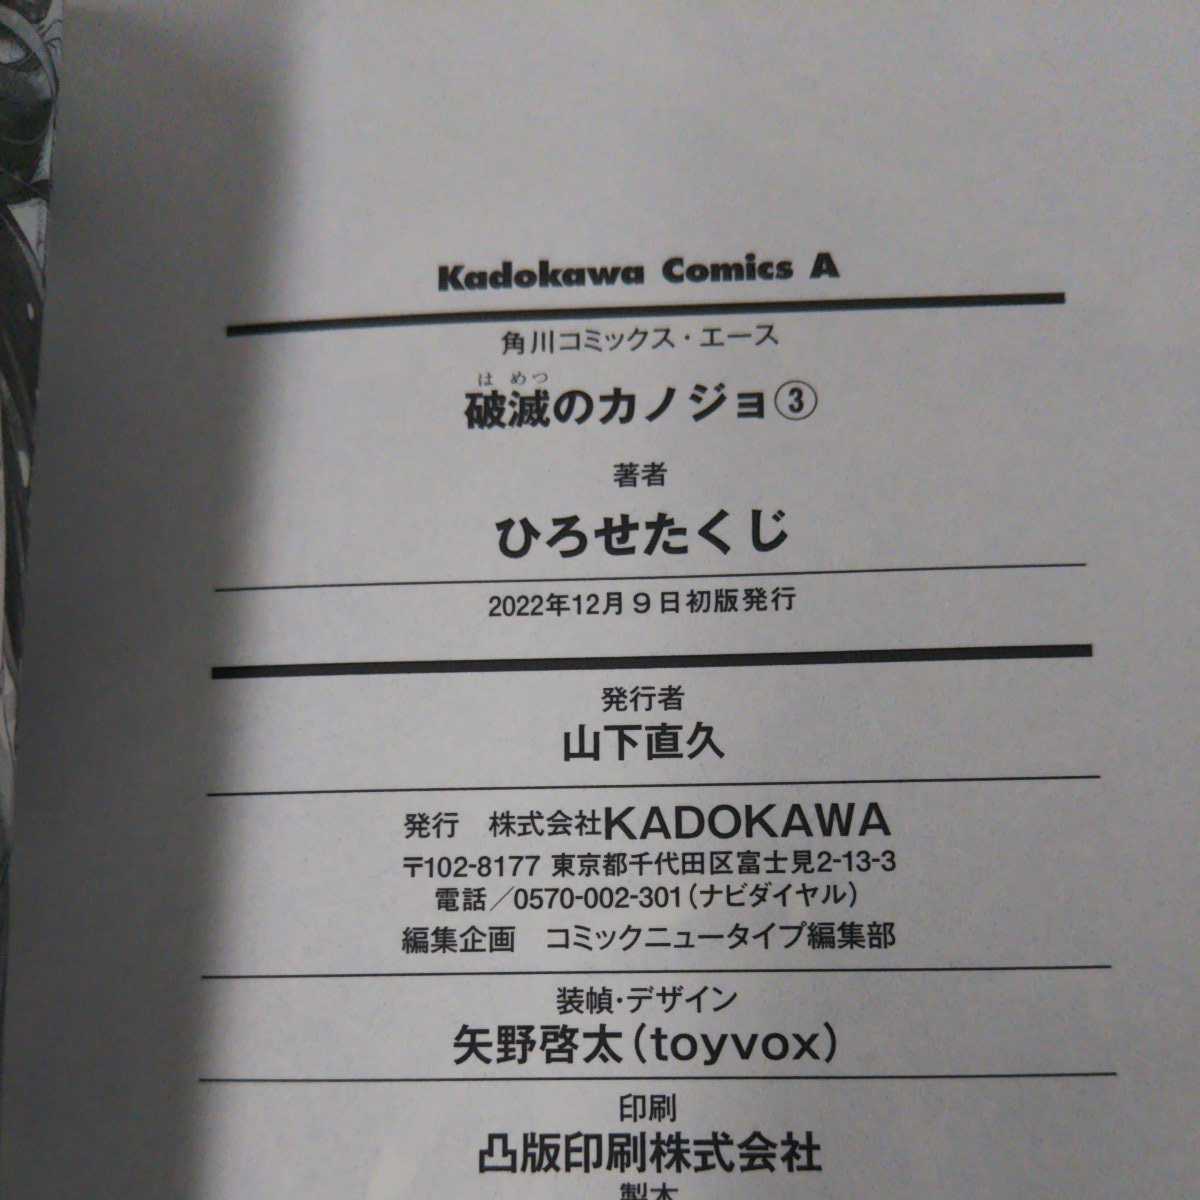 Kadokawa Comics A
角川コミックス・エース
はめつ
破滅のカノジョ③
著者
ひろせたくじ
2022年12月9日初版発行
発行者
山下直久
発行 株式会社KADOKAWA
〒102-8177 東京都千代田区富士見2-13-3
電話/0570-002-301(ナビダイヤル)
編集企画 コミックニュータイプ編集部
装幀・デザイン
矢野啓太(toyvox)
印刷
凸版印刷株式会社
製本